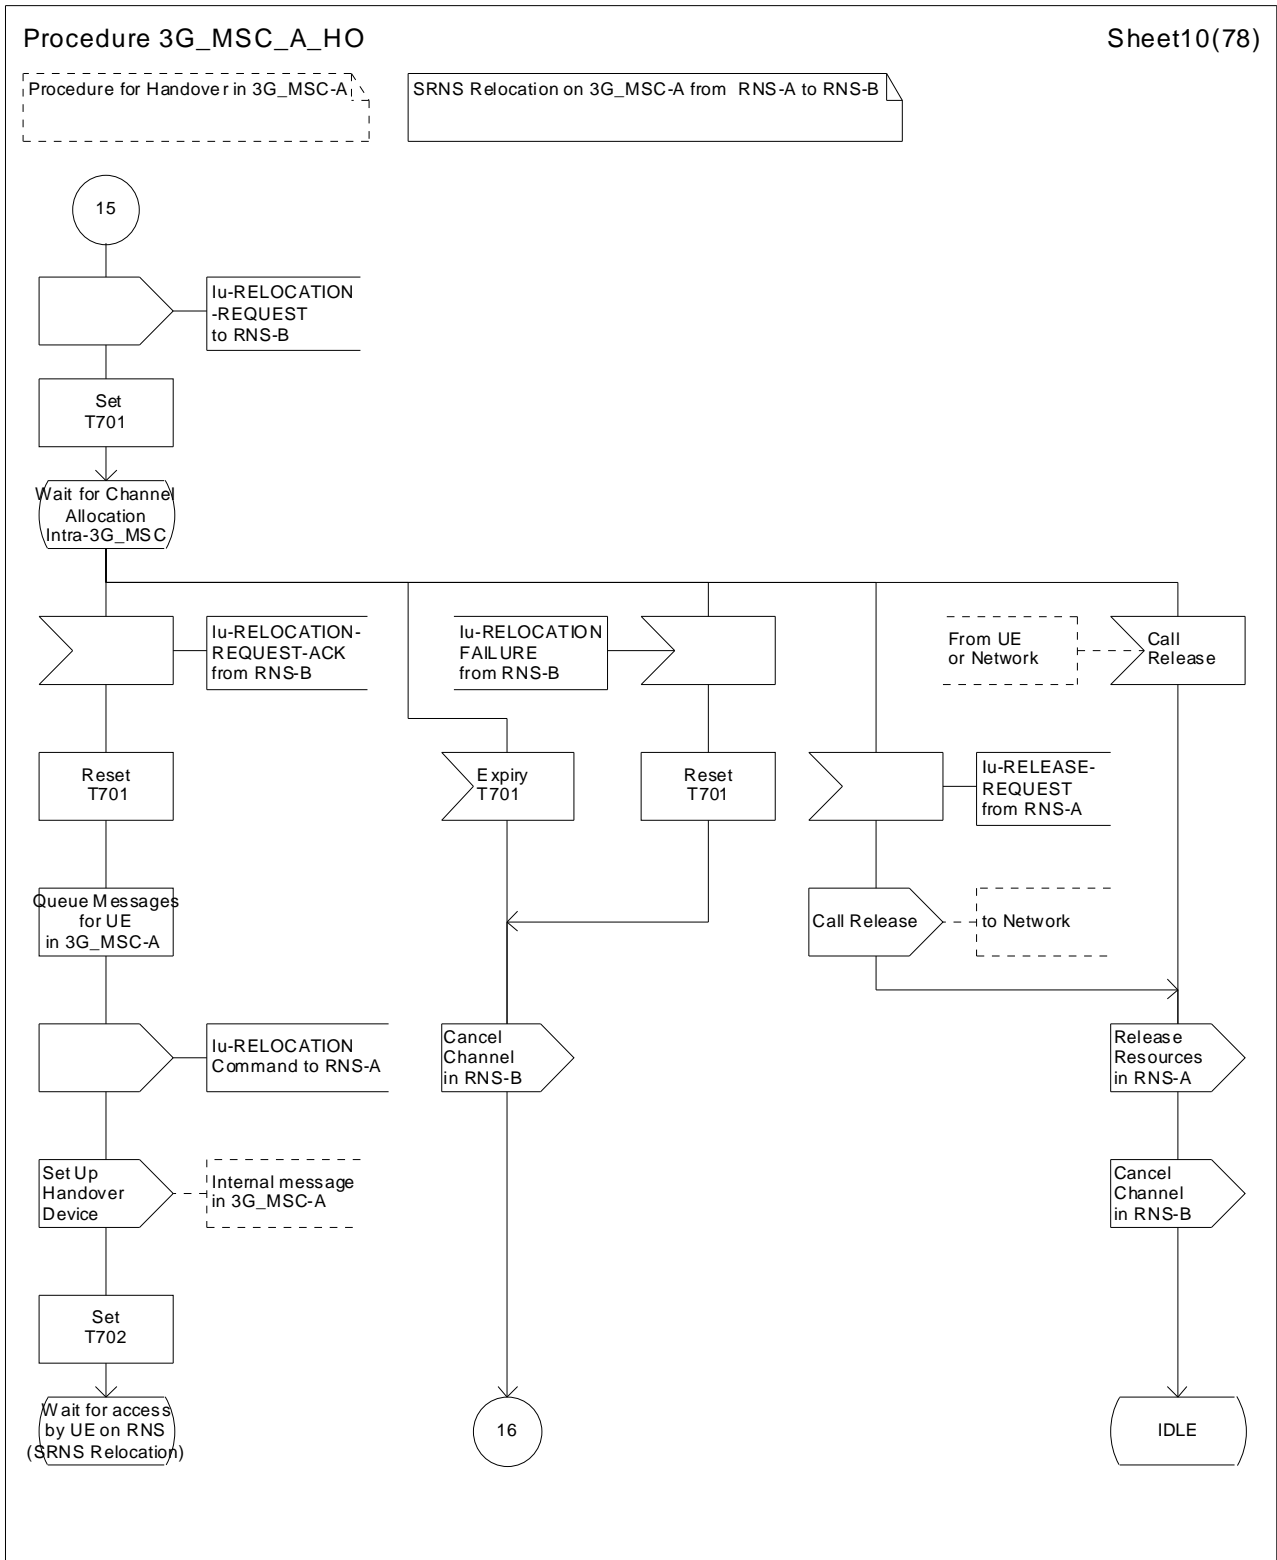 Procedure 3G_MSC_A_HO
Sheet10(78)
Procedure for Handover in 3G_MSC-A
SRNS Relocation on 3G_MSC-A from RNS-A to RNS-B
15
Iu-RELOCATION
-REQUEST
to RNS-B
Set
T701
Wait for Channel
Allocation
Intra-3G_MSC
Iu-RELOCATION-
REQUEST-ACK
from RNS-B
Iu-RELOCATION
FAILURE
from RNS-B
From UE
or Network
Call
Release
Reset
T701
Expiry
T701
Reset
T701
Iu-RELEASE-
REQUEST
from RNS-A
Queue Messages
for UE
in 3G_MSC-A
Call Release
to Network
Iu-RELOCATION
Command to RNS-A
Cancel
Channel
in RNS-B
Release
Resources
in RNS-A
Set Up
Handover
Device
Internal message
in 3G_MSC-A
Cancel
Channel
in RNS-B
Set
T702
Wait for access
by UE on RNS
(SRNS Relocation)
16
IDLE